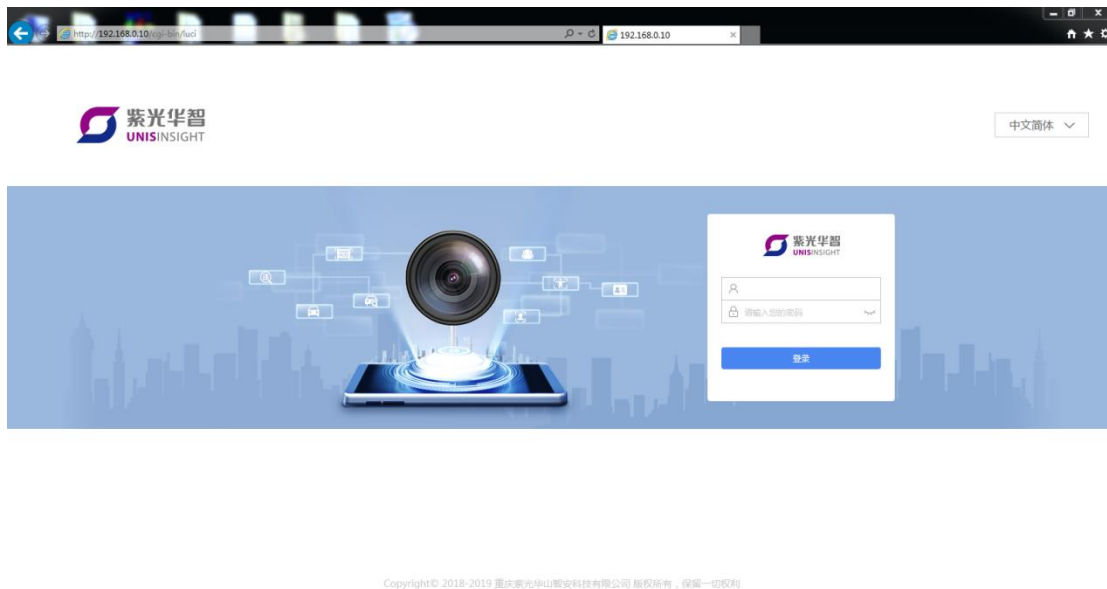 http://192.168.0.10/cgi-bin/luci
192.168.0.10
紫光华智
UNISINSIGHT
中文简体
紫光华智
UNISINSIGHT
请输入您的密码
登录
Copyright© 2018-2019 重庆紫光华山智安科技有限公司 版权所有，保留一切权利